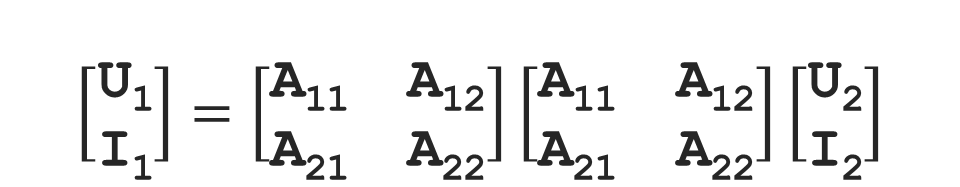 [U₁ I₁] = [A₁₁ A₁₂ A₂₁ A₂₂] [A₁₁ A₁₂ A₂₁ A₂₂] [U₂ I₂]